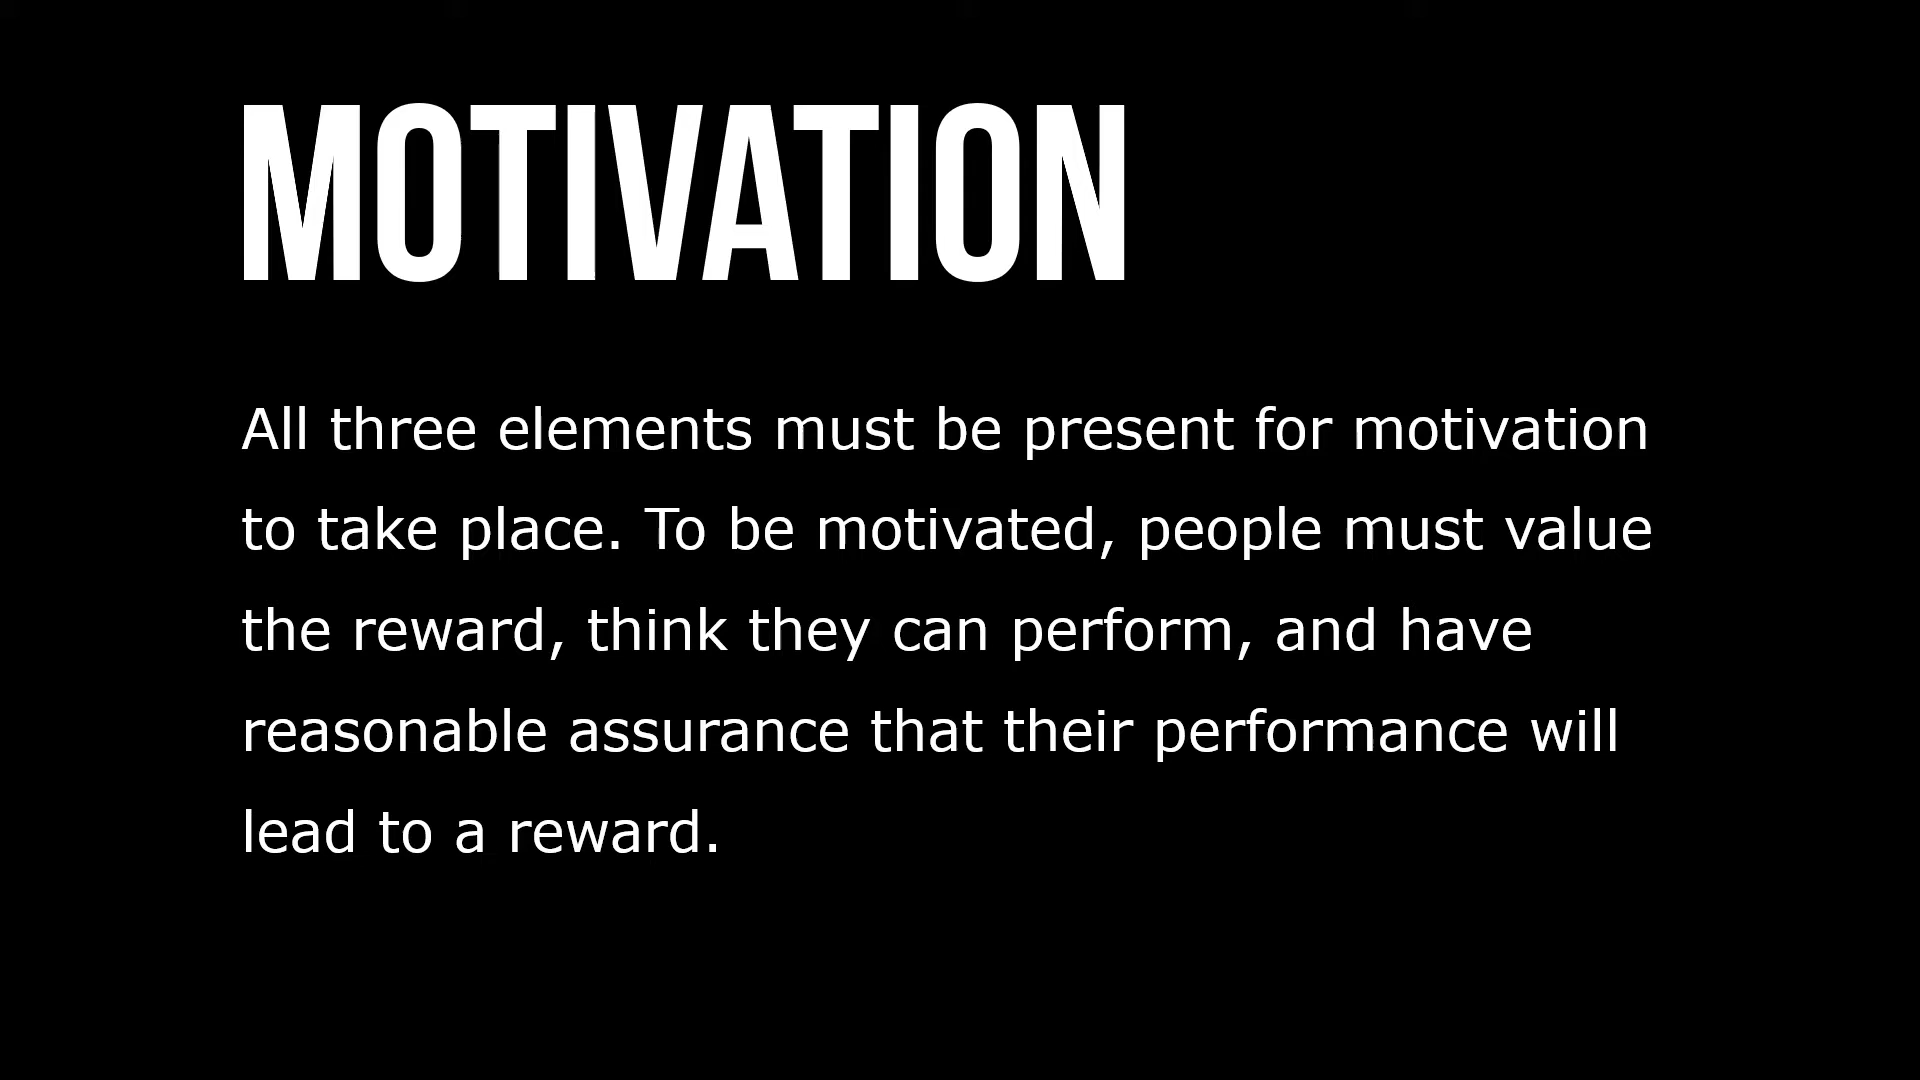 MOTIVATION
All three elements must be present for motivation
to take place. To be motivated, people must value
the reward, think they can perform, and have
reasonable assurance that their performance will
lead to a reward.